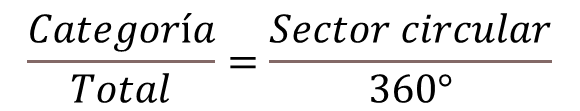 Categoría = Sector circular
Total 360°